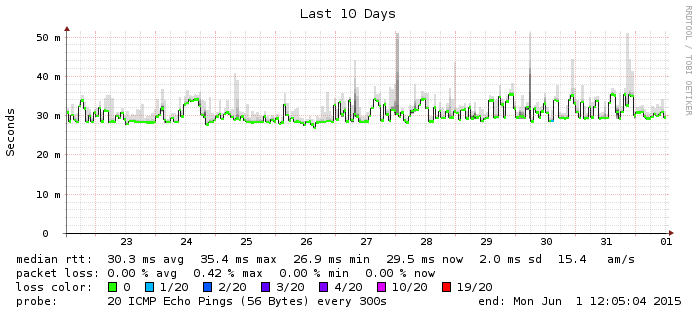 Last 10 Days
RRDTOOL / TOBI OETIKER
Seconds
50 m
40 m
30 m
20 m
10 m
0
23 24 25 26 27 28 29 30 31 01
median rtt: 30.3 ms avg 35.4 ms max 26.9 ms min 29.5 ms now 2.0 ms sd 15.4 am/s
packet loss: 0.00 % avg 0.42 % max 0.00 % min 0.00 % now
loss color: 0 1/20 2/20 3/20 4/20 10/20 19/20
probe: 20 ICMP Echo Pings (56 Bytes) every 300s end: Mon Jun 1 12:05:04 2015